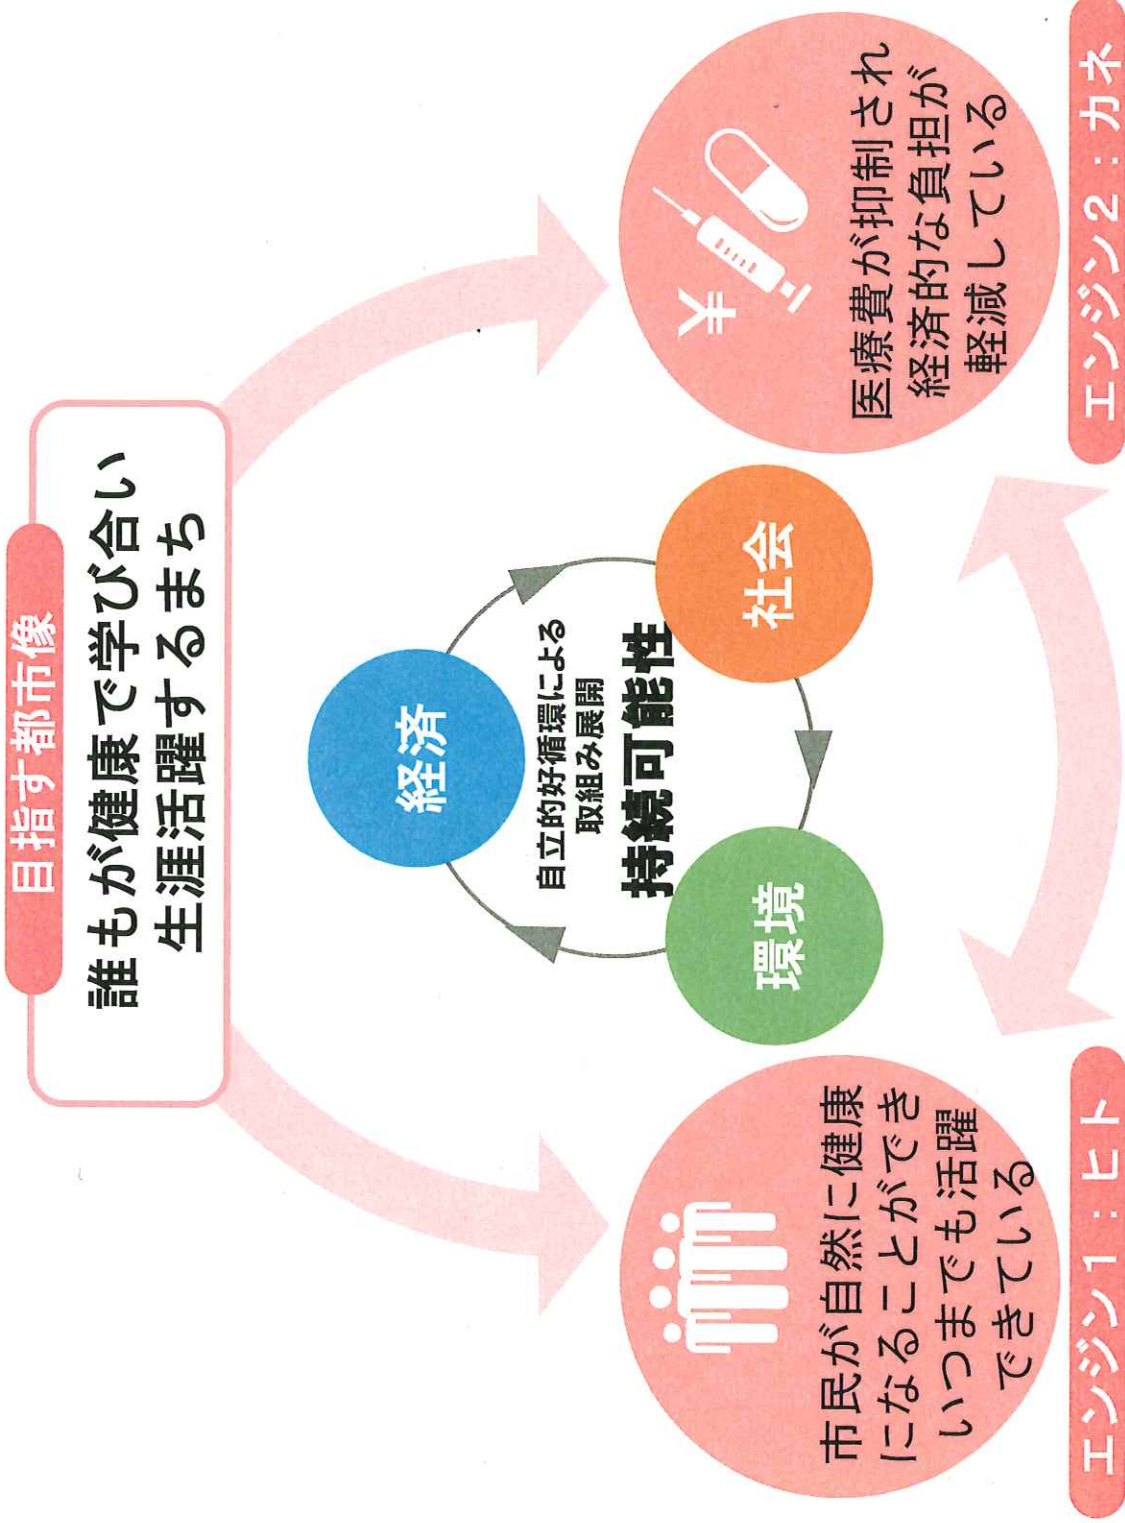 目指す都市像
誰もが健康で学び合い
生涯活躍するまち
経済
自立的好循環による
取組み展開
持続可能性
環境
社会
市民が自然に健康
になることができ
いつまでも活躍
できている
エンジン1：ヒト
¥
医療費が抑制され
経済的な負担が
軽減している
エンジン2：カネ